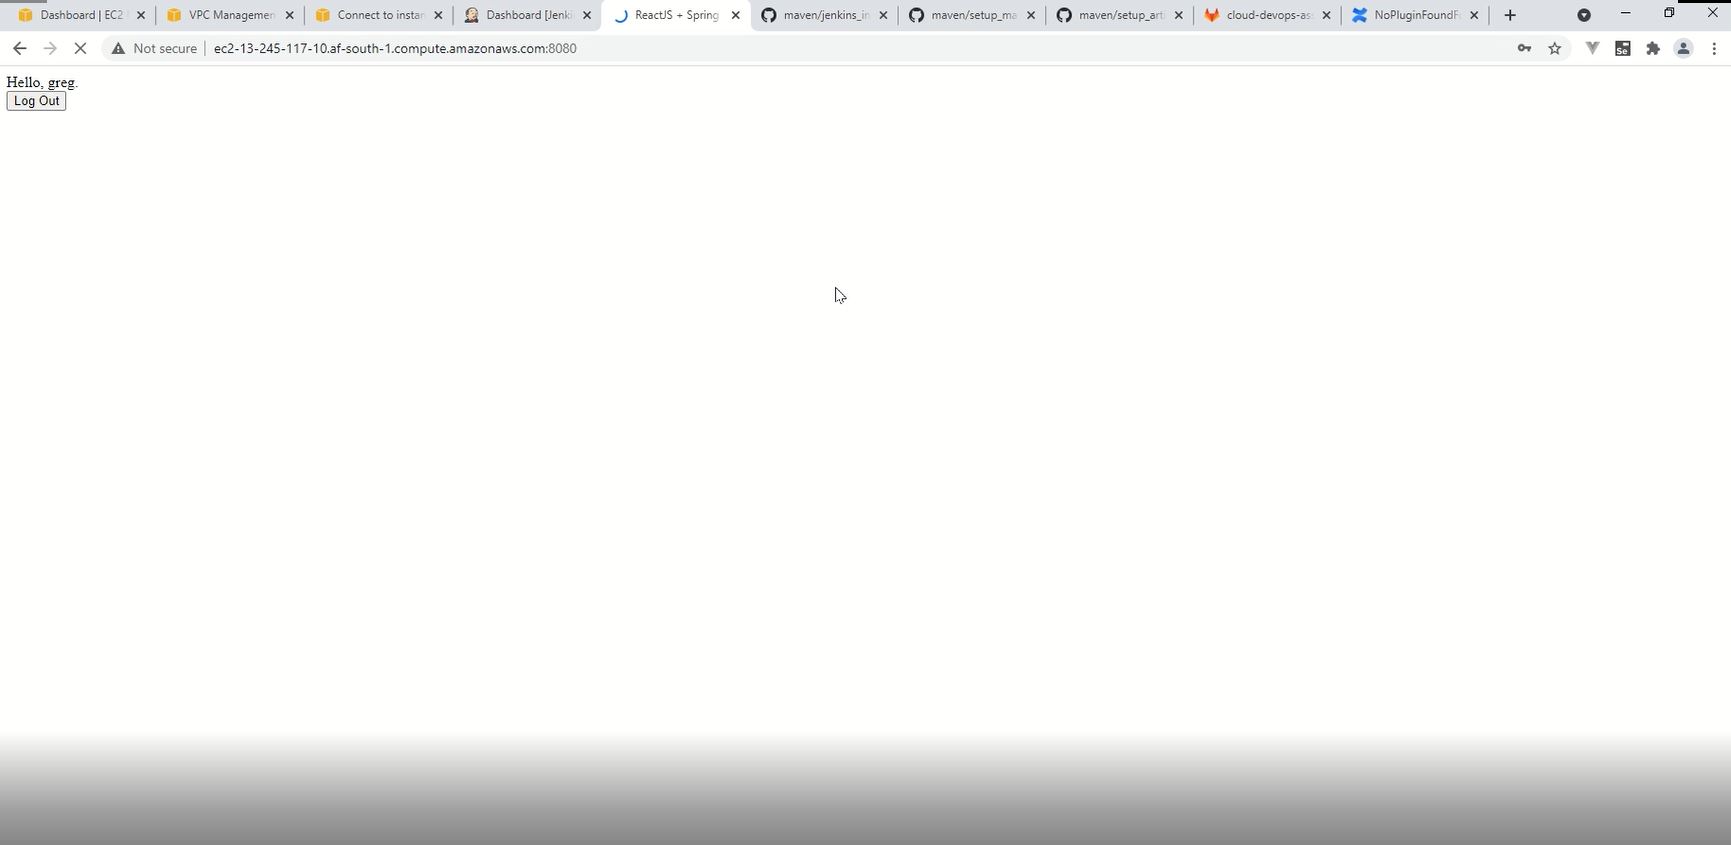 Dashboard | EC2
VPC Managemen
Connect to instan
Dashboard [Jenki
ReactJS + Spring
maven/jenkins_in
maven/setup_ma
maven/setup_arti
cloud-devops-as
NoPluginFoundF
Not secure
ec2-13-245-117-10.af-south-1.compute.amazonaws.com:8080
Se
Hello, greg.
Log Out